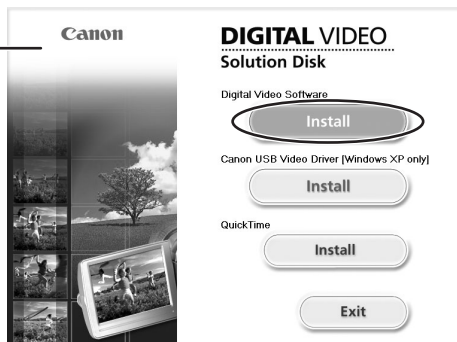 Canon
DIGITAL VIDEO
Solution Disk
Digital Video Software
Install
Canon USB Video Driver [Windows XP only]
Install
QuickTime
Install
Exit